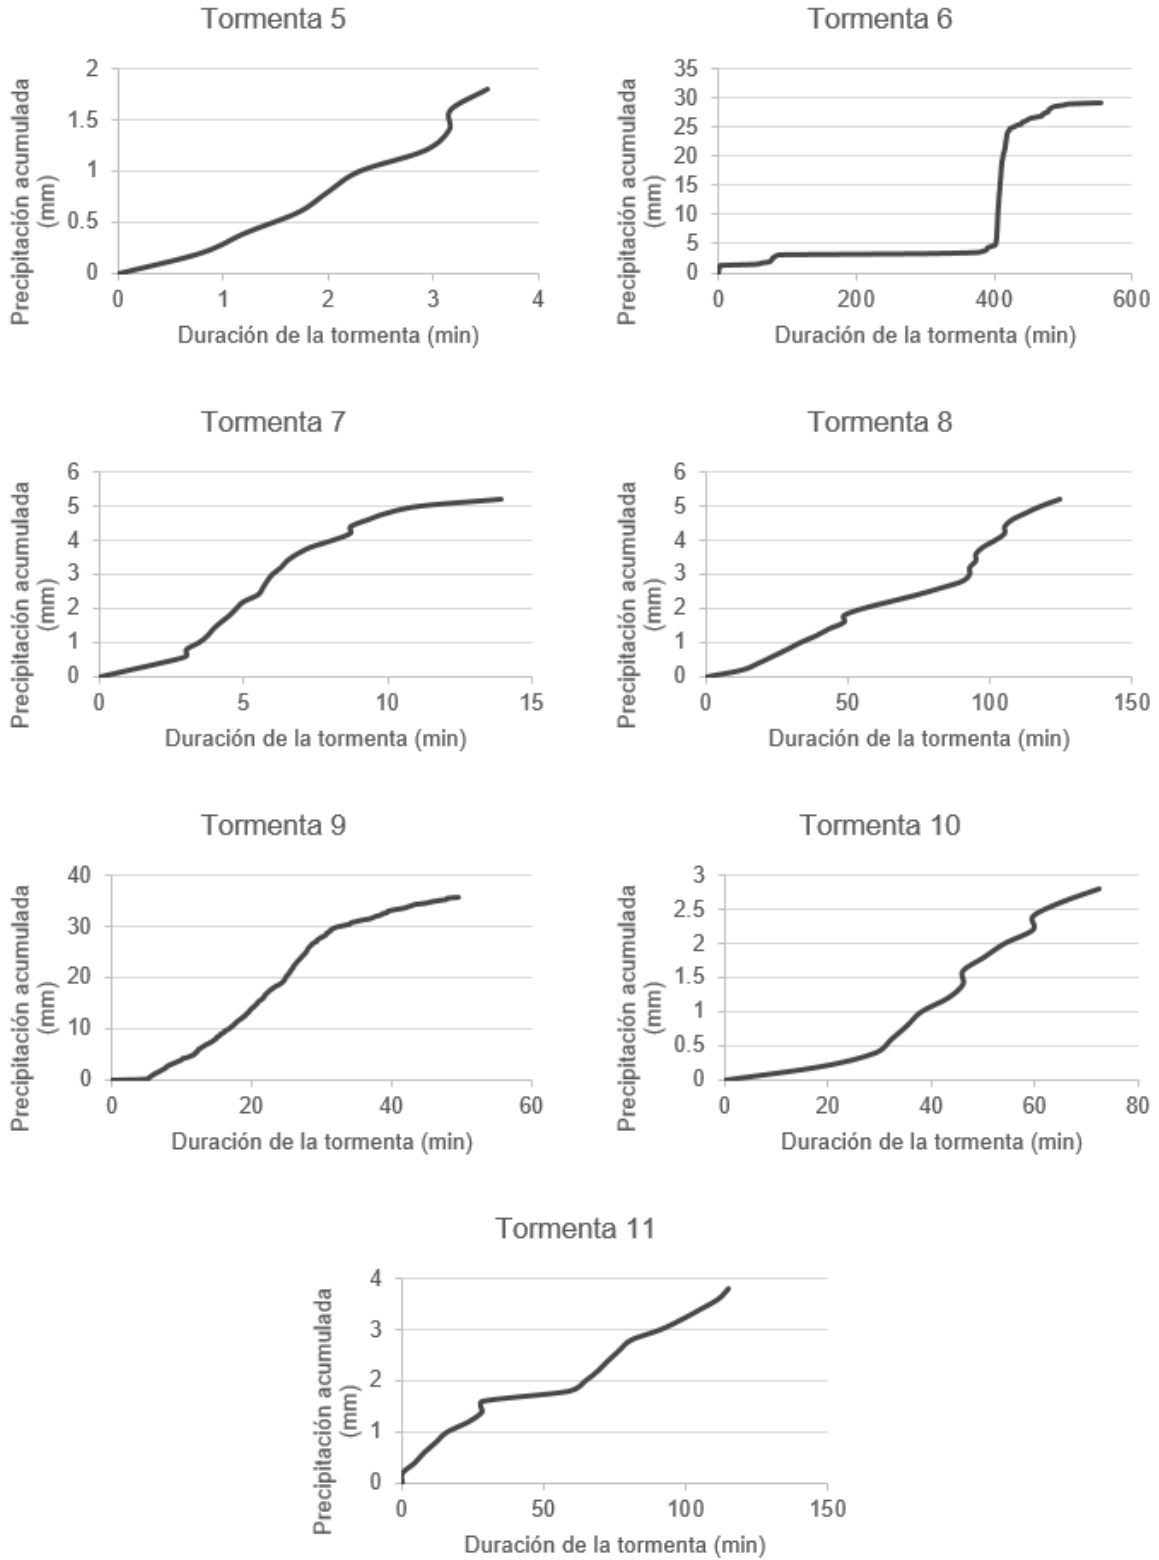 Tormenta 5
Precipitación acumulada
(mm)
2
1.5
1
0.5
0
0 1 2 3 4
Duración de la tormenta (min)
Tormenta 6
Precipitación acumulada
(mm)
35
30
25
20
15
10
5
0
0 200 400 600
Duración de la tormenta (min)
Tormenta 7
Precipitación acumulada
(mm)
6
5
4
3
2
1
0
0 5 10 15
Duración de la tormenta (min)
Tormenta 8
Precipitación acumulada
(mm)
6
5
4
3
2
1
0
0 50 100 150
Duración de la tormenta (min)
Tormenta 9
Precipitación acumulada
(mm)
40
30
20
10
0
0 20 40 60
Duración de la tormenta (min)
Tormenta 10
Precipitación acumulada
(mm)
3
2.5
2
1.5
1
0.5
0
0 20 40 60 80
Duración de la tormenta (min)
Tormenta 11
Precipitación acumulada
(mm)
4
3
2
1
0
0 50 100 150
Duración de la tormenta (min)